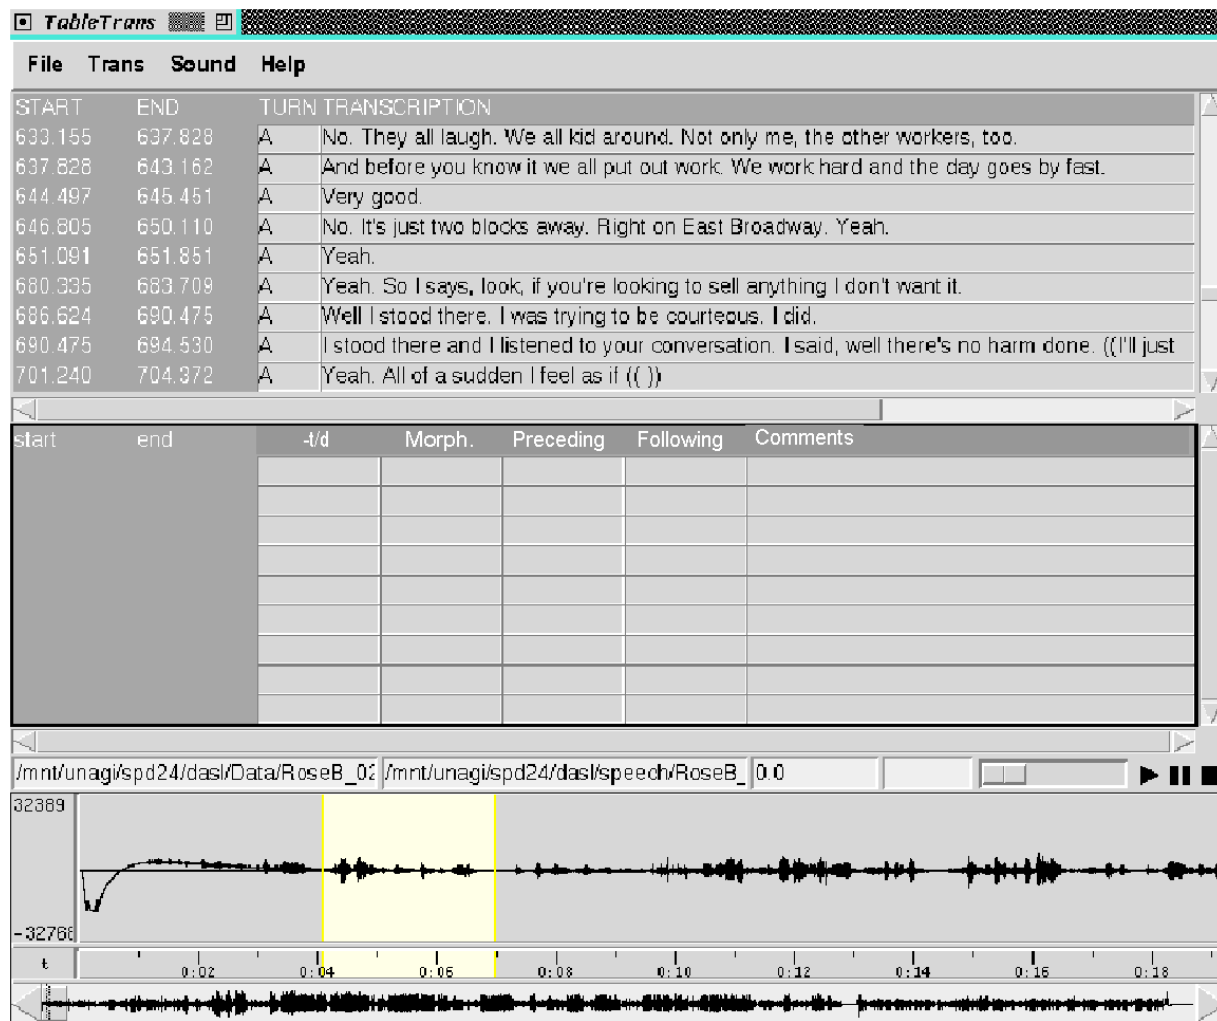 TableTrans
File Trans Sound Help
START END TURN TRANSCRIPTION
633.155 637.828 A No. They all laugh. We all kid around. Not only me, the other workers, too.
637.828 643.162 A And before you know it we all put out work. We work hard and the day goes by fast.
644.497 645.451 A Very good.
646.805 650.110 A No. It's just two blocks away. Right on East Broadway. Yeah.
651.091 651.851 A Yeah.
680.335 683.709 A Yeah. So I says, look, if you're looking to sell anything I don't want it.
686.624 690.475 A Well I stood there. I was trying to be courteous. I did.
690.475 694.530 A I stood there and I listened to your conversation. I said, well there's no harm done. ((I'll just
701.240 704.372 A Yeah. All of a sudden I feel as if (( ))
start end -t/d Morph. Preceding Following Comments
/mnt/unagi/spd24/dasl/Data/RoseB_02 /mnt/unagi/spd24/dasl/speech/RoseB_ 0.0
32389
-32768
t 0:02 0:04 0:06 0:08 0:10 0:12 0:14 0:16 0:18